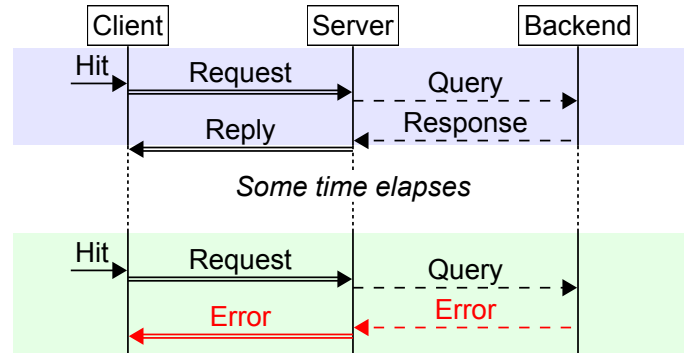 Client Server Backend
Hit
Request
Query
Response
Reply
Some time elapses
Hit
Request
Query
Error
Error